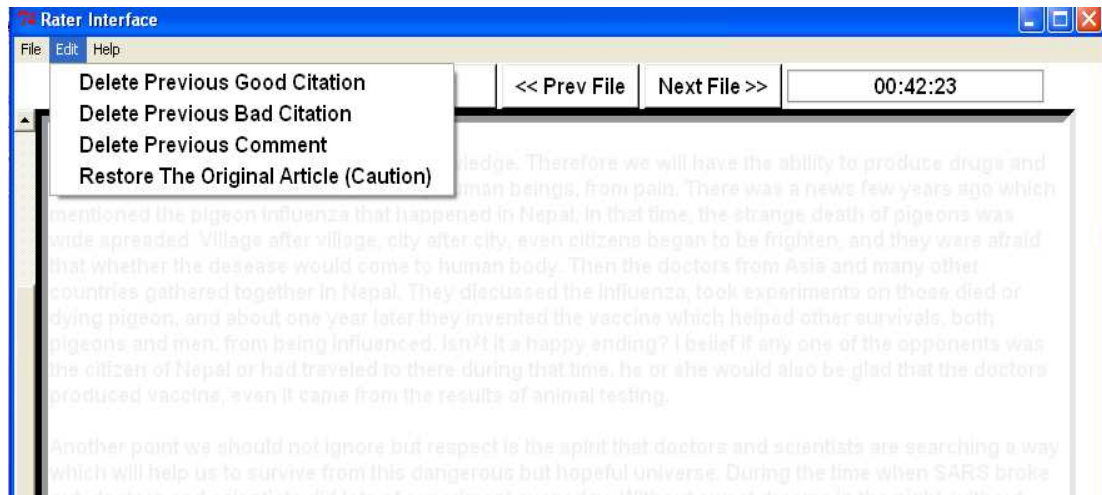 Rater Interface
File Edit Help
Delete Previous Good Citation
Delete Previous Bad Citation
Delete Previous Comment
Restore The Original Article (Caution)
<< Prev File
Next File >>
00:42:23
ledge. Therefore we will have the ability to produce drugs and
man beings, from pain. There was a news few years ago which
mentioned the pigeon influenza that happened in Nepal. In that time, the strange death of pigeons was
wide spreaded. Village after village, city after city, even citizens began to be frighten, and they were afraid
that whether the desease would come to human body. Then the doctors from Asia and many other
countries gathered together in Nepal. They discussed the influenza, took experiments on those died or
dying pigeon, and about one year later they invented the vaccine which helped other survivals, both
pigeons and men, from being influenced. Isn't it a happy ending? I belief if any one of the opponents was
the citizen of Nepal or had traveled to there during that time, he or she would also be glad that the doctors
produced vaccine, even it came from the results of animal testing.
Another point we should not ignore but respect is the spirit that doctors and scientists are searching a way
which will help us to survive from this dangerous but hopeful universe. During the time when SARS broke